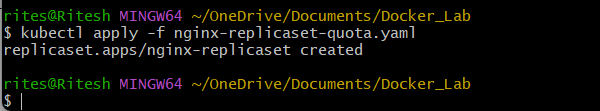 rites@Ritesh MINGW64 ~/OneDrive/Documents/Docker_Lab
$ kubectl apply -f nginx-replicaset-quota.yaml
replicaset.apps/nginx-replicaset created
rites@Ritesh MINGW64 ~/OneDrive/Documents/Docker_Lab
$